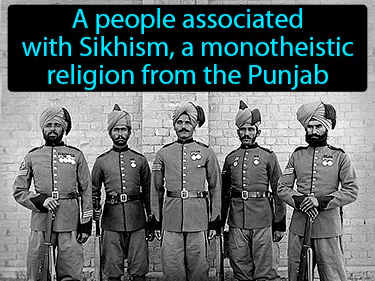 A people associated
with Sikhism, a monotheistic
religion from the Punjab